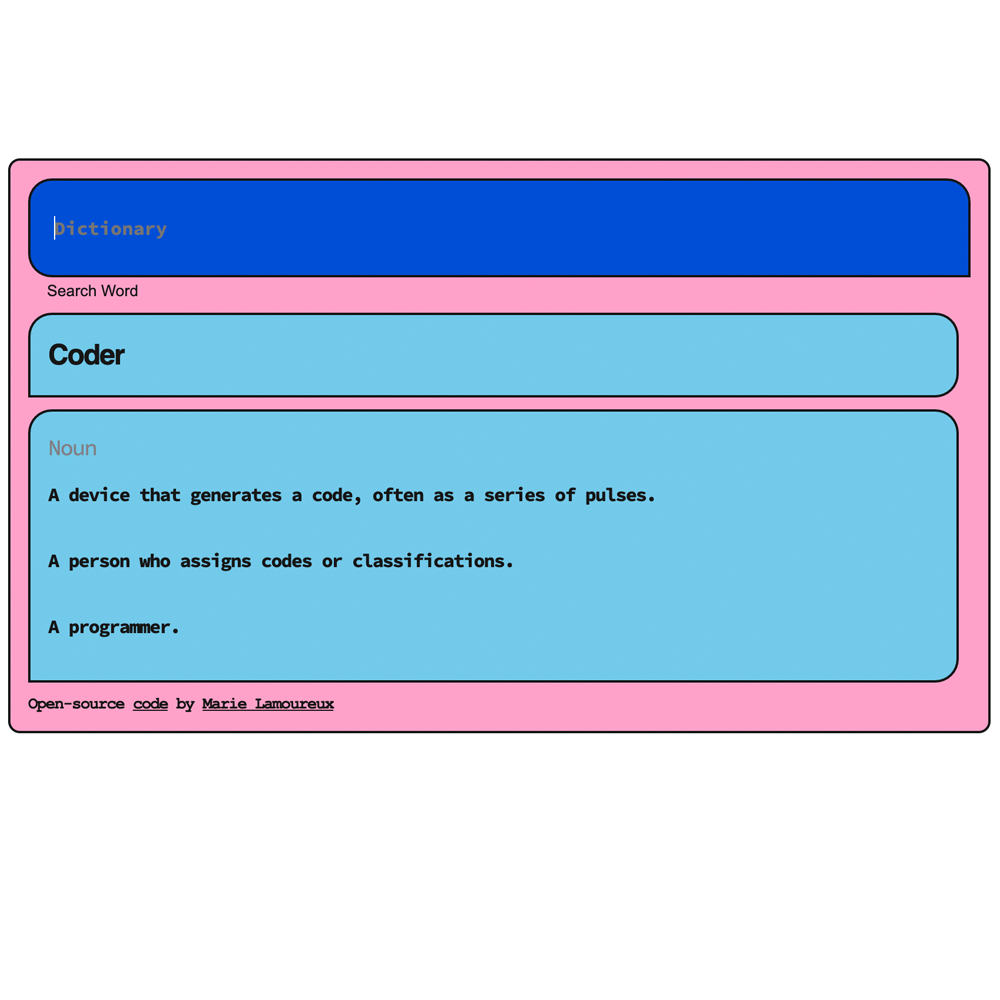 Dictionary
Search Word
Coder
Noun
A device that generates a code, often as a series of pulses.
A person who assigns codes or classifications.
A programmer.
Open-source code by Marie Lamoureux